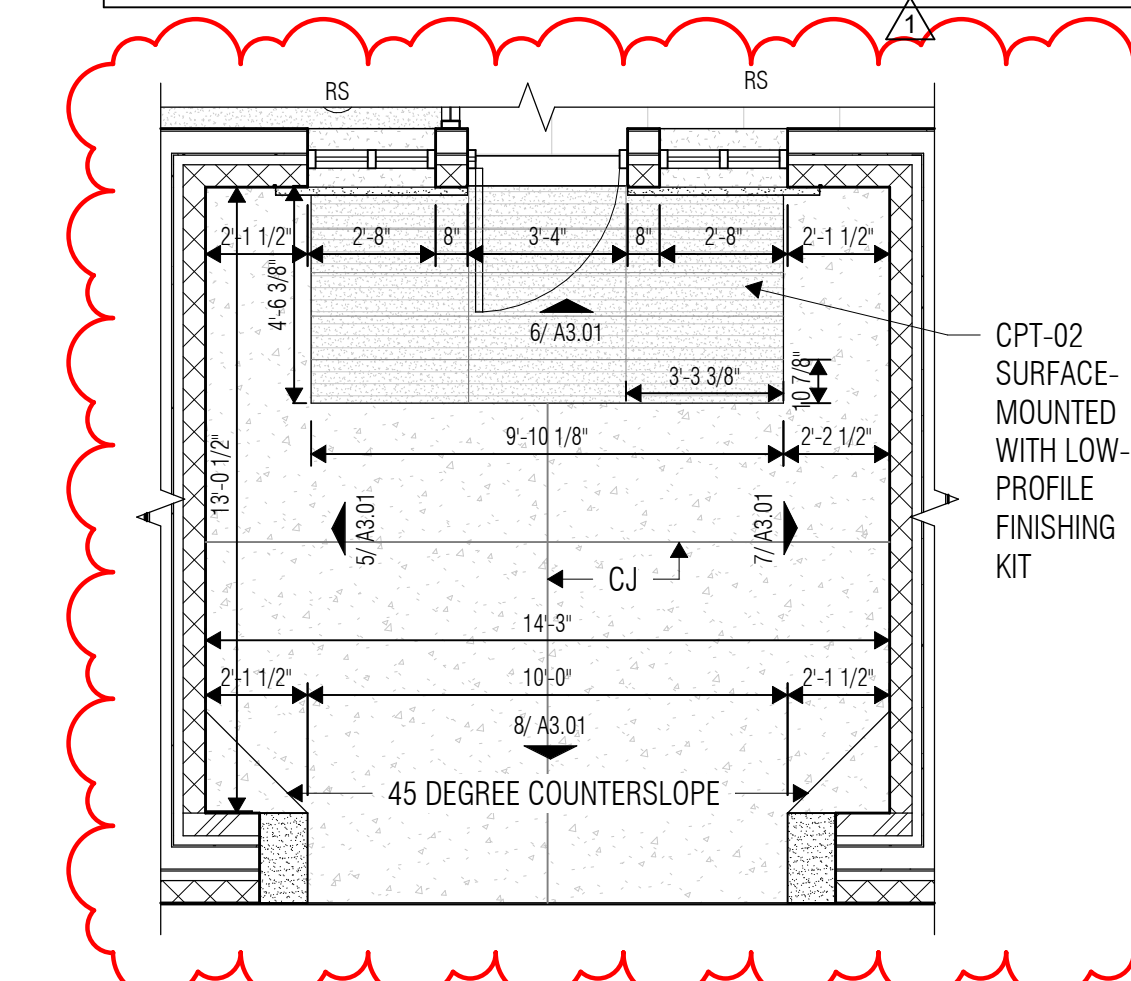 1
RS
RS
2'-1 1/2"
2'-8"
8"
3'-4"
8"
2'-8"
2'-1 1/2"
4'-6 3/8"
6/ A3.01
CPT-02
SURFACE-
MOUNTED
WITH LOW-
PROFILE
FINISHING
KIT
3'-3 3/8"
10 7/8"
9'-10 1/8"
2'-2 1/2"
13'-0 1/2"
5/ A3.01
7/ A3.01
CJ
14'-3"
2'-1 1/2"
10'-0"
2'-1 1/2"
8/ A3.01
45 DEGREE COUNTERSLOPE